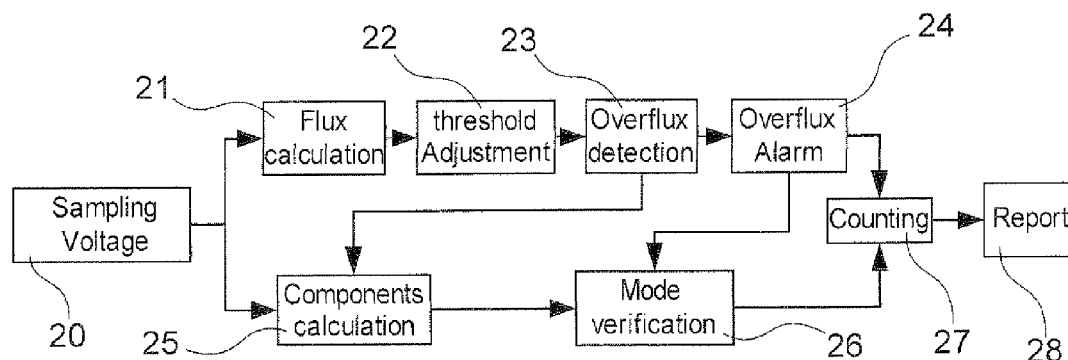 21
22
23
24
Flux
calculation
threshold
Adjustment
Overflux
detection
Overflux
Alarm
Sampling
Voltage
Counting
Report
20
Components
calculation
25
Mode
verification
26
27
28